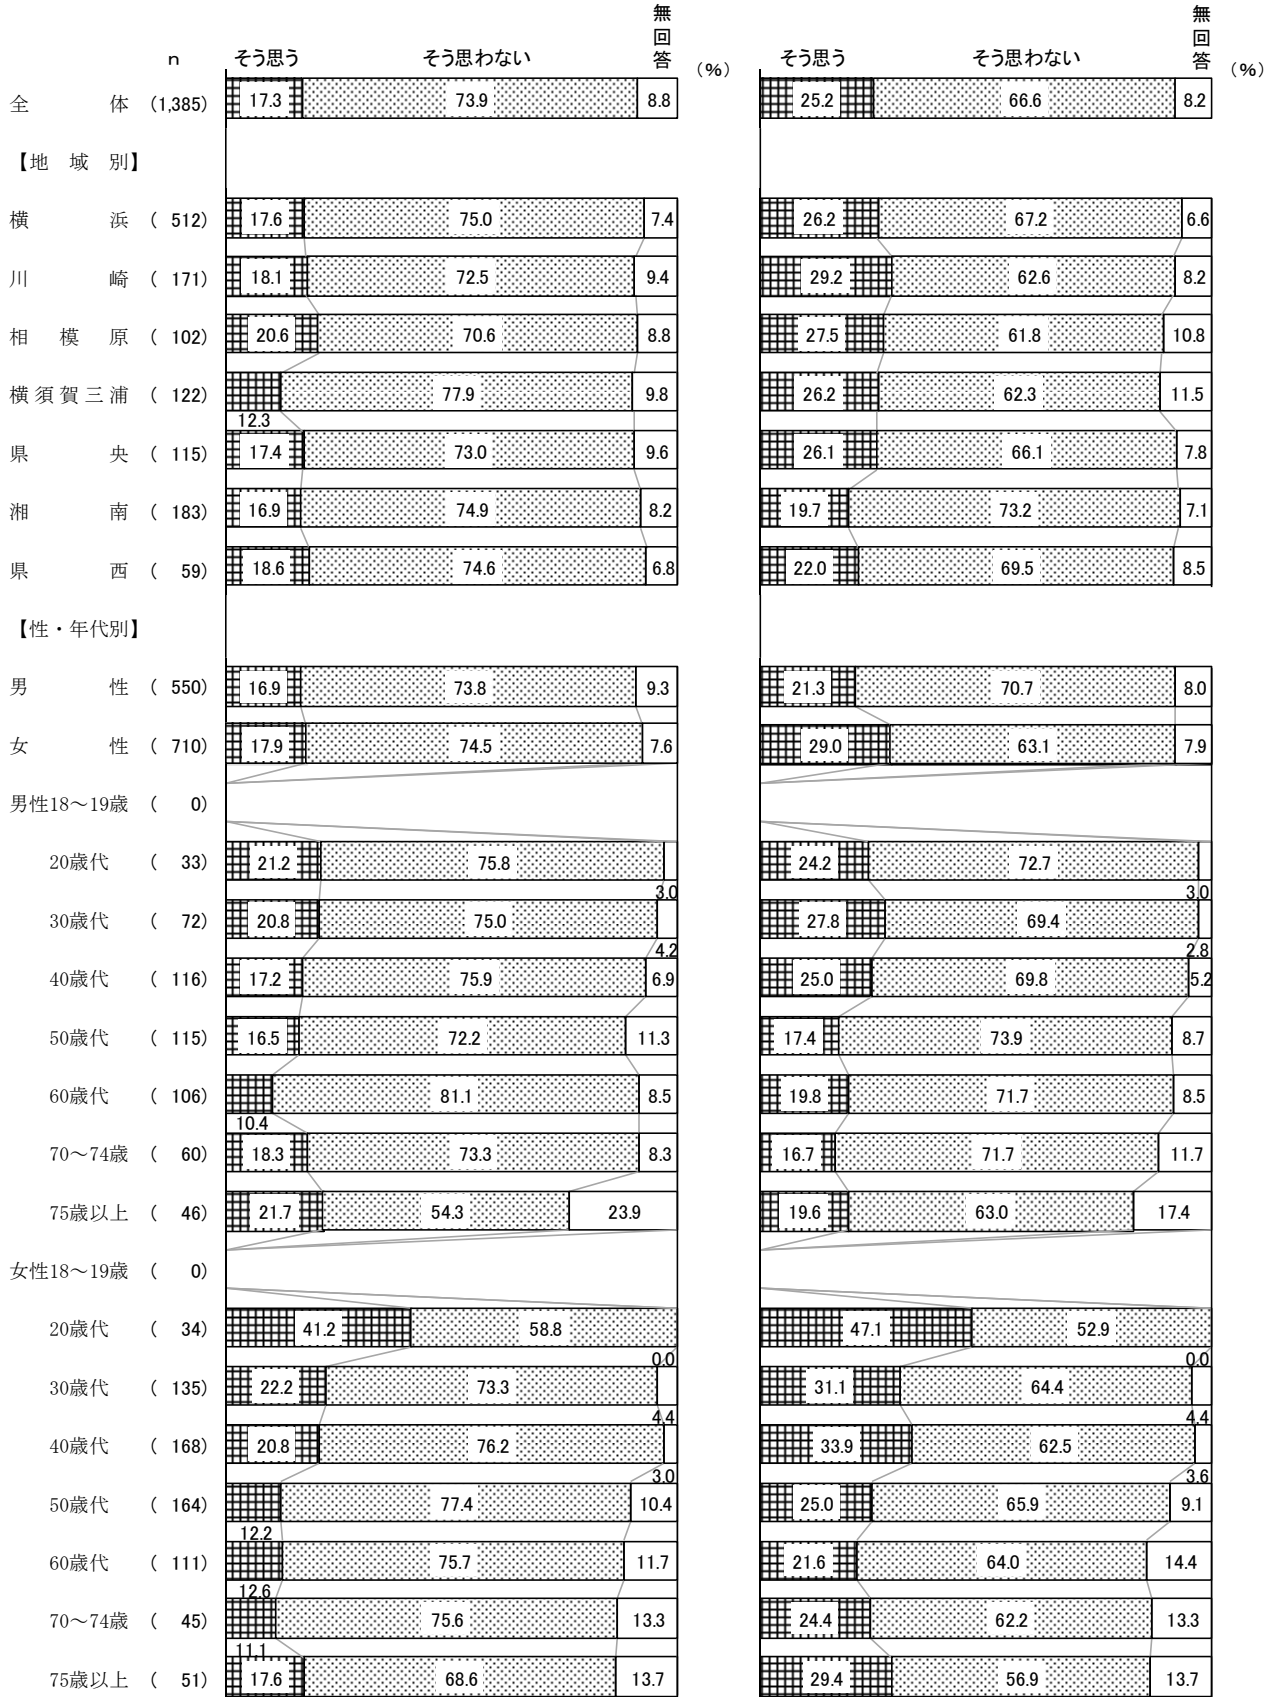 無回答 無回答
n そう思う そう思わない (%) そう思う そう思わない (%)
全体 (1,385) 17.3 73.9 8.8 25.2 66.6 8.2
【地域別】
横浜 ( 512) 17.6 75.0 7.4 26.2 67.2 6.6
川崎 ( 171) 18.1 72.5 9.4 29.2 62.6 8.2
相模原 ( 102) 20.6 70.6 8.8 27.5 61.8 10.8
横須賀三浦 ( 122) 12.3 77.9 9.8 26.2 62.3 11.5
県央 ( 115) 17.4 73.0 9.6 26.1 66.1 7.8
湘南 ( 183) 16.9 74.9 8.2 19.7 73.2 7.1
県西 ( 59) 18.6 74.6 6.8 22.0 69.5 8.5
【性・年代別】
男性 ( 550) 16.9 73.8 9.3 21.3 70.7 8.0
女性 ( 710) 17.9 74.5 7.6 29.0 63.1 7.9
男性18～19歳 ( 0)
20歳代 ( 33) 21.2 75.8 3.0 24.2 72.7 3.0
30歳代 ( 72) 20.8 75.0 4.2 27.8 69.4 2.8
40歳代 ( 116) 17.2 75.9 6.9 25.0 69.8 5.2
50歳代 ( 115) 16.5 72.2 11.3 17.4 73.9 8.7
60歳代 ( 106) 10.4 81.1 8.5 19.8 71.7 8.5
70～74歳 ( 60) 18.3 73.3 8.3 16.7 71.7 11.7
75歳以上 ( 46) 21.7 54.3 23.9 19.6 63.0 17.4
女性18～19歳 ( 0)
20歳代 ( 34) 41.2 58.8 0.0 47.1 52.9 0.0
30歳代 ( 135) 22.2 73.3 4.4 31.1 64.4 4.4
40歳代 ( 168) 20.8 76.2 3.0 33.9 62.5 3.6
50歳代 ( 164) 12.2 77.4 10.4 25.0 65.9 9.1
60歳代 ( 111) 12.6 75.7 11.7 21.6 64.0 14.4
70～74歳 ( 45) 11.1 75.6 13.3 24.4 62.2 13.3
75歳以上 ( 51) 17.6 68.6 13.7 29.4 56.9 13.7